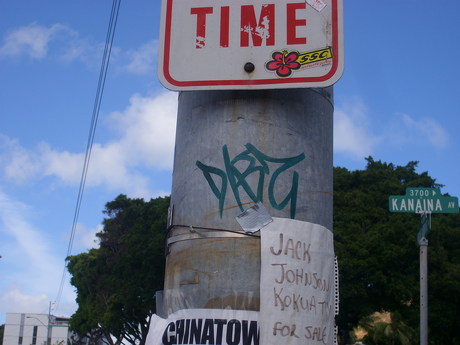 TIME
SSC
3700
KANAINA AV
JACK
JOHNSON
KOKUA TIX
FOR SALE
CHINATOW